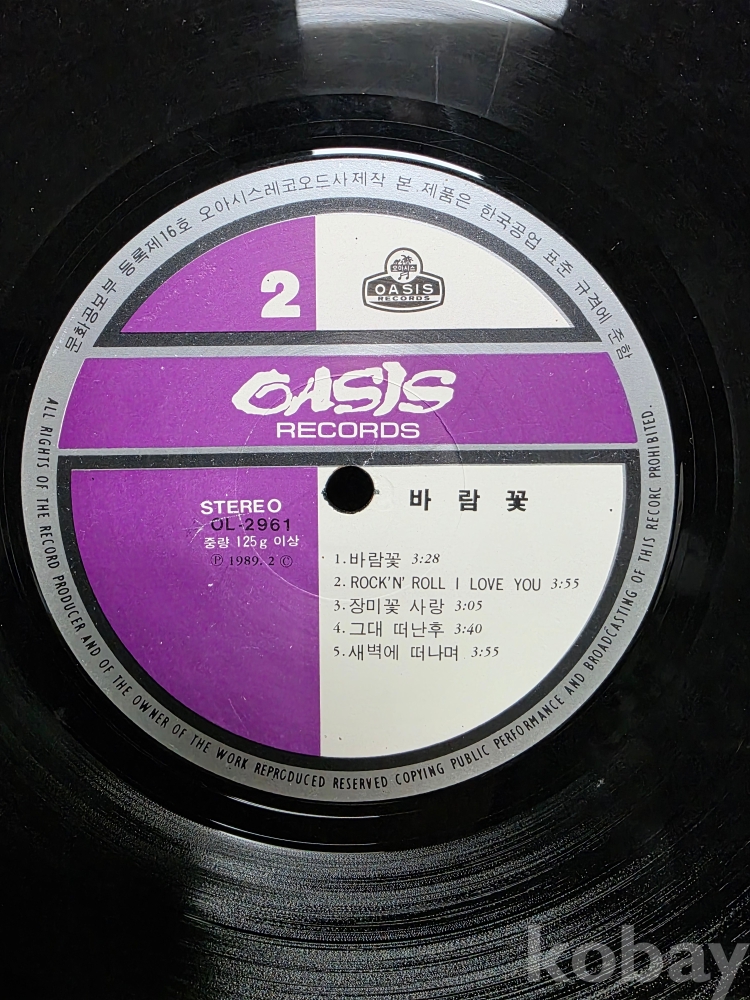 문화공보부 등록제16호 오아시스레코오드사제작 본 제품은 한국공업 표준 규격에 준함
2
오아시스
OASIS
RECORDS
OASIS
RECORDS
STEREO
OL-2961
중량 125g 이상
Ⓟ 1989. 2 Ⓒ
바 람 꽃
1.바람꽃 3:28
2.ROCK'N' ROLL I LOVE YOU 3:55
3.장미꽃 사랑 3:05
4.그대 떠난후 3:40
5.새벽에 떠나며 3:55
ALL RIGHTS OF THE RECORD PRODUCER AND OF THE OWNER OF THE WORK REPRCDUCED RESERVED COPYING PUBLIC PERFORMANCE AND BROADCASTING OF THIS RECORC PROHIBITED.
kobay